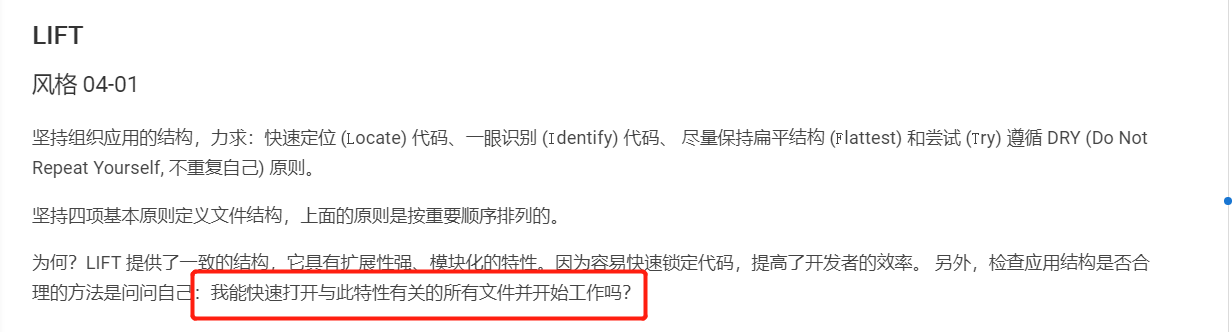 LIFT
风格 04-01
坚持组织应用的结构，力求：快速定位 (Locate) 代码、一眼识别 (Identify) 代码、 尽量保持扁平结构 (Flattest) 和尝试 (Try) 遵循 DRY (Do Not
Repeat Yourself, 不重复自己) 原则。
坚持四项基本原则定义文件结构，上面的原则是按重要顺序排列的。
为何？LIFT 提供了一致的结构，它具有扩展性强、模块化的特性。因为容易快速锁定代码，提高了开发者的效率。 另外，检查应用结构是否合
理的方法是问问自己：我能快速打开与此特性有关的所有文件并开始工作吗？